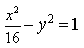 x²/16 − y² = 1